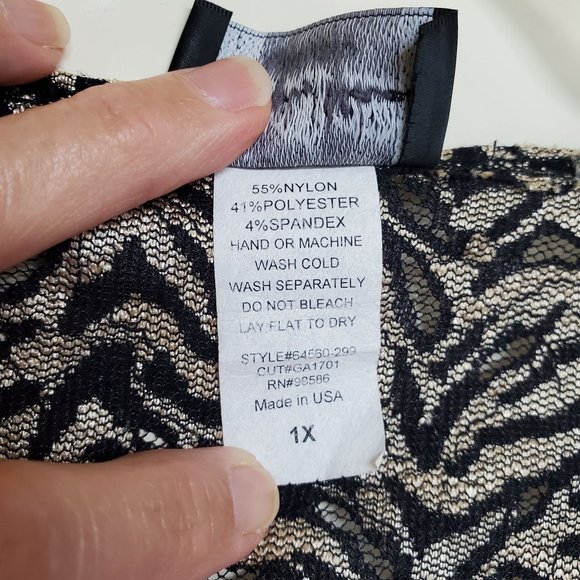 55%NYLON
41%POLYESTER
4%SPANDEX
HAND OR MACHINE
WASH COLD
WASH SEPARATELY
DO NOT BLEACH
LAY FLAT TO DRY
STYLE#64560-299
CUT#GA1701
RN#98586
Made in USA
1X